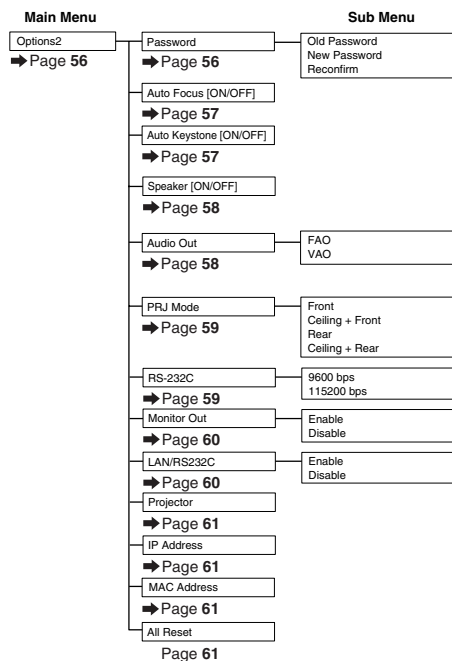 Main Menu
Sub Menu
Options2
➡Page 56
Password
➡Page 56
Old Password
New Password
Reconfirm
Auto Focus [ON/OFF]
➡Page 57
Auto Keystone [ON/OFF]
➡Page 57
Speaker [ON/OFF]
➡Page 58
Audio Out
➡Page 58
FAO
VAO
PRJ Mode
➡Page 59
Front
Ceiling + Front
Rear
Ceiling + Rear
RS-232C
➡Page 59
9600 bps
115200 bps
Monitor Out
➡Page 60
Enable
Disable
LAN/RS232C
➡Page 60
Enable
Disable
Projector
➡Page 61
IP Address
➡Page 61
MAC Address
➡Page 61
All Reset
Page 61